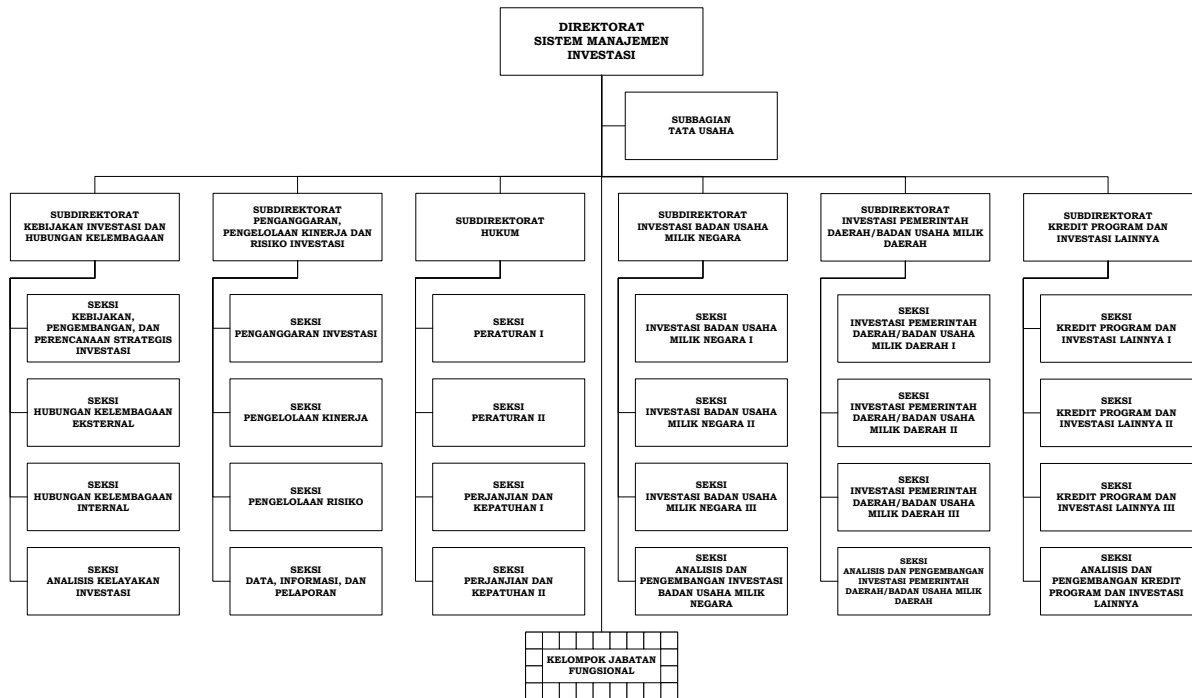 DIREKTORAT
SISTEM MANAJEMEN
INVESTASI
SUBBAGIAN
TATA USAHA
SUBDIREKTORAT
KEBIJAKAN INVESTASI DAN
HUBUNGAN KELEMBAGAAN
SUBDIREKTORAT
PENGANGGARAN,
PENGELOLAAN KINERJA DAN
RISIKO INVESTASI
SUBDIREKTORAT
HUKUM
SUBDIREKTORAT
INVESTASI BADAN USAHA
MILIK NEGARA
SUBDIREKTORAT
INVESTASI PEMERINTAH
DAERAH/BADAN USAHA MILIK
DAERAH
SUBDIREKTORAT
KREDIT PROGRAM DAN
INVESTASI LAINNYA
SEKSI
KEBIJAKAN,
PENGEMBANGAN, DAN
PERENCANAAN STRATEGIS
INVESTASI
SEKSI
PENGANGGARAN INVESTASI
SEKSI
PERATURAN I
SEKSI
INVESTASI BADAN USAHA
MILIK NEGARA I
SEKSI
INVESTASI PEMERINTAH
DAERAH/BADAN USAHA
MILIK DAERAH I
SEKSI
KREDIT PROGRAM DAN
INVESTASI LAINNYA I
SEKSI
HUBUNGAN KELEMBAGAAN
EKSTERNAL
SEKSI
PENGELOLAAN KINERJA
SEKSI
PERATURAN II
SEKSI
INVESTASI BADAN USAHA
MILIK NEGARA II
SEKSI
INVESTASI PEMERINTAH
DAERAH/BADAN USAHA
MILIK DAERAH II
SEKSI
KREDIT PROGRAM DAN
INVESTASI LAINNYA II
SEKSI
HUBUNGAN KELEMBAGAAN
INTERNAL
SEKSI
PENGELOLAAN RISIKO
SEKSI
PERJANJIAN DAN
KEPATUHAN I
SEKSI
INVESTASI BADAN USAHA
MILIK NEGARA III
SEKSI
INVESTASI PEMERINTAH
DAERAH/BADAN USAHA
MILIK DAERAH III
SEKSI
KREDIT PROGRAM DAN
INVESTASI LAINNYA III
SEKSI
ANALISIS KELAYAKAN
INVESTASI
SEKSI
DATA, INFORMASI, DAN
PELAPORAN
SEKSI
PERJANJIAN DAN
KEPATUHAN II
SEKSI
ANALISIS DAN
PENGEMBANGAN INVESTASI
BADAN USAHA MILIK
NEGARA
SEKSI
ANALISIS DAN PENGEMBANGAN
INVESTASI PEMERINTAH
DAERAH/BADAN USAHA MILIK
DAERAH
SEKSI
ANALISIS DAN
PENGEMBANGAN KREDIT
PROGRAM DAN INVESTASI
LAINNYA
KELOMPOK JABATAN
FUNGSIONAL